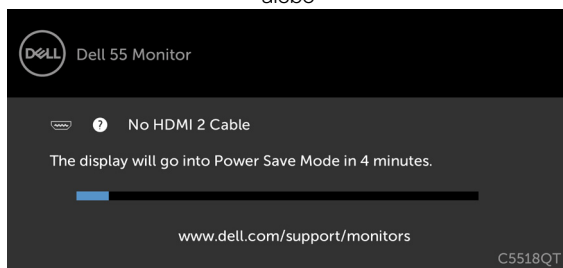 alebo
DELL
Dell 55 Monitor
? No HDMI 2 Cable
The display will go into Power Save Mode in 4 minutes.
www.dell.com/support/monitors
C5518QT